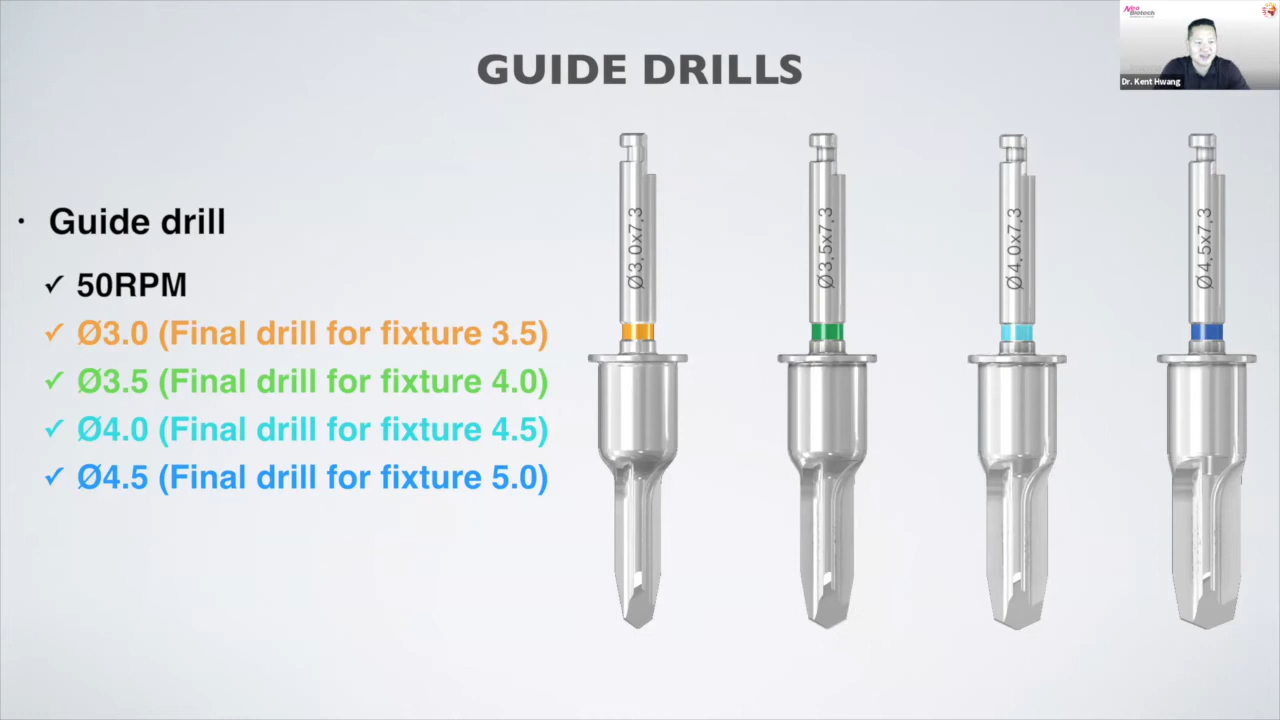 Neo Biotech
Dr. Kent Hwang
GUIDE DRILLS
· Guide drill
✓ 50RPM
✓ Ø3.0 (Final drill for fixture 3.5)
✓ Ø3.5 (Final drill for fixture 4.0)
✓ Ø4.0 (Final drill for fixture 4.5)
✓ Ø4.5 (Final drill for fixture 5.0)
Ø3,0x7,3
Ø3,5x7,3
Ø4,0x7,3
Ø4,5x7,3